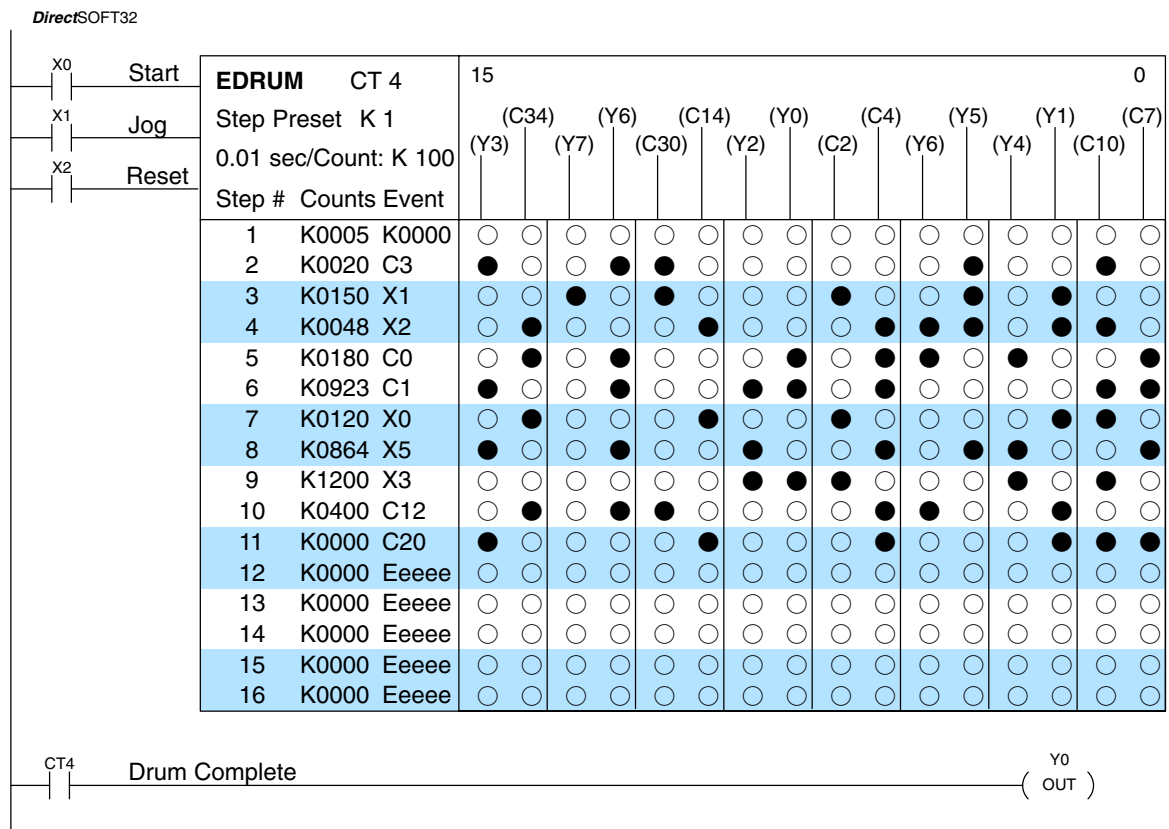 DirectSOFT32
X0 Start
X1 Jog
X2 Reset
EDRUM CT 4
Step Preset K 1
0.01 sec/Count: K 100
Step # Counts Event
15 0
(C34) (Y6) (C14) (Y0) (C4) (Y5) (Y1) (C7)
(Y3) (Y7) (C30) (Y2) (C2) (Y6) (Y4) (C10)
1 K0005 K0000
2 K0020 C3
3 K0150 X1
4 K0048 X2
5 K0180 C0
6 K0923 C1
7 K0120 X0
8 K0864 X5
9 K1200 X3
10 K0400 C12
11 K0000 C20
12 K0000 Eeeee
13 K0000 Eeeee
14 K0000 Eeeee
15 K0000 Eeeee
16 K0000 Eeeee
CT4 Drum Complete Y0
OUT